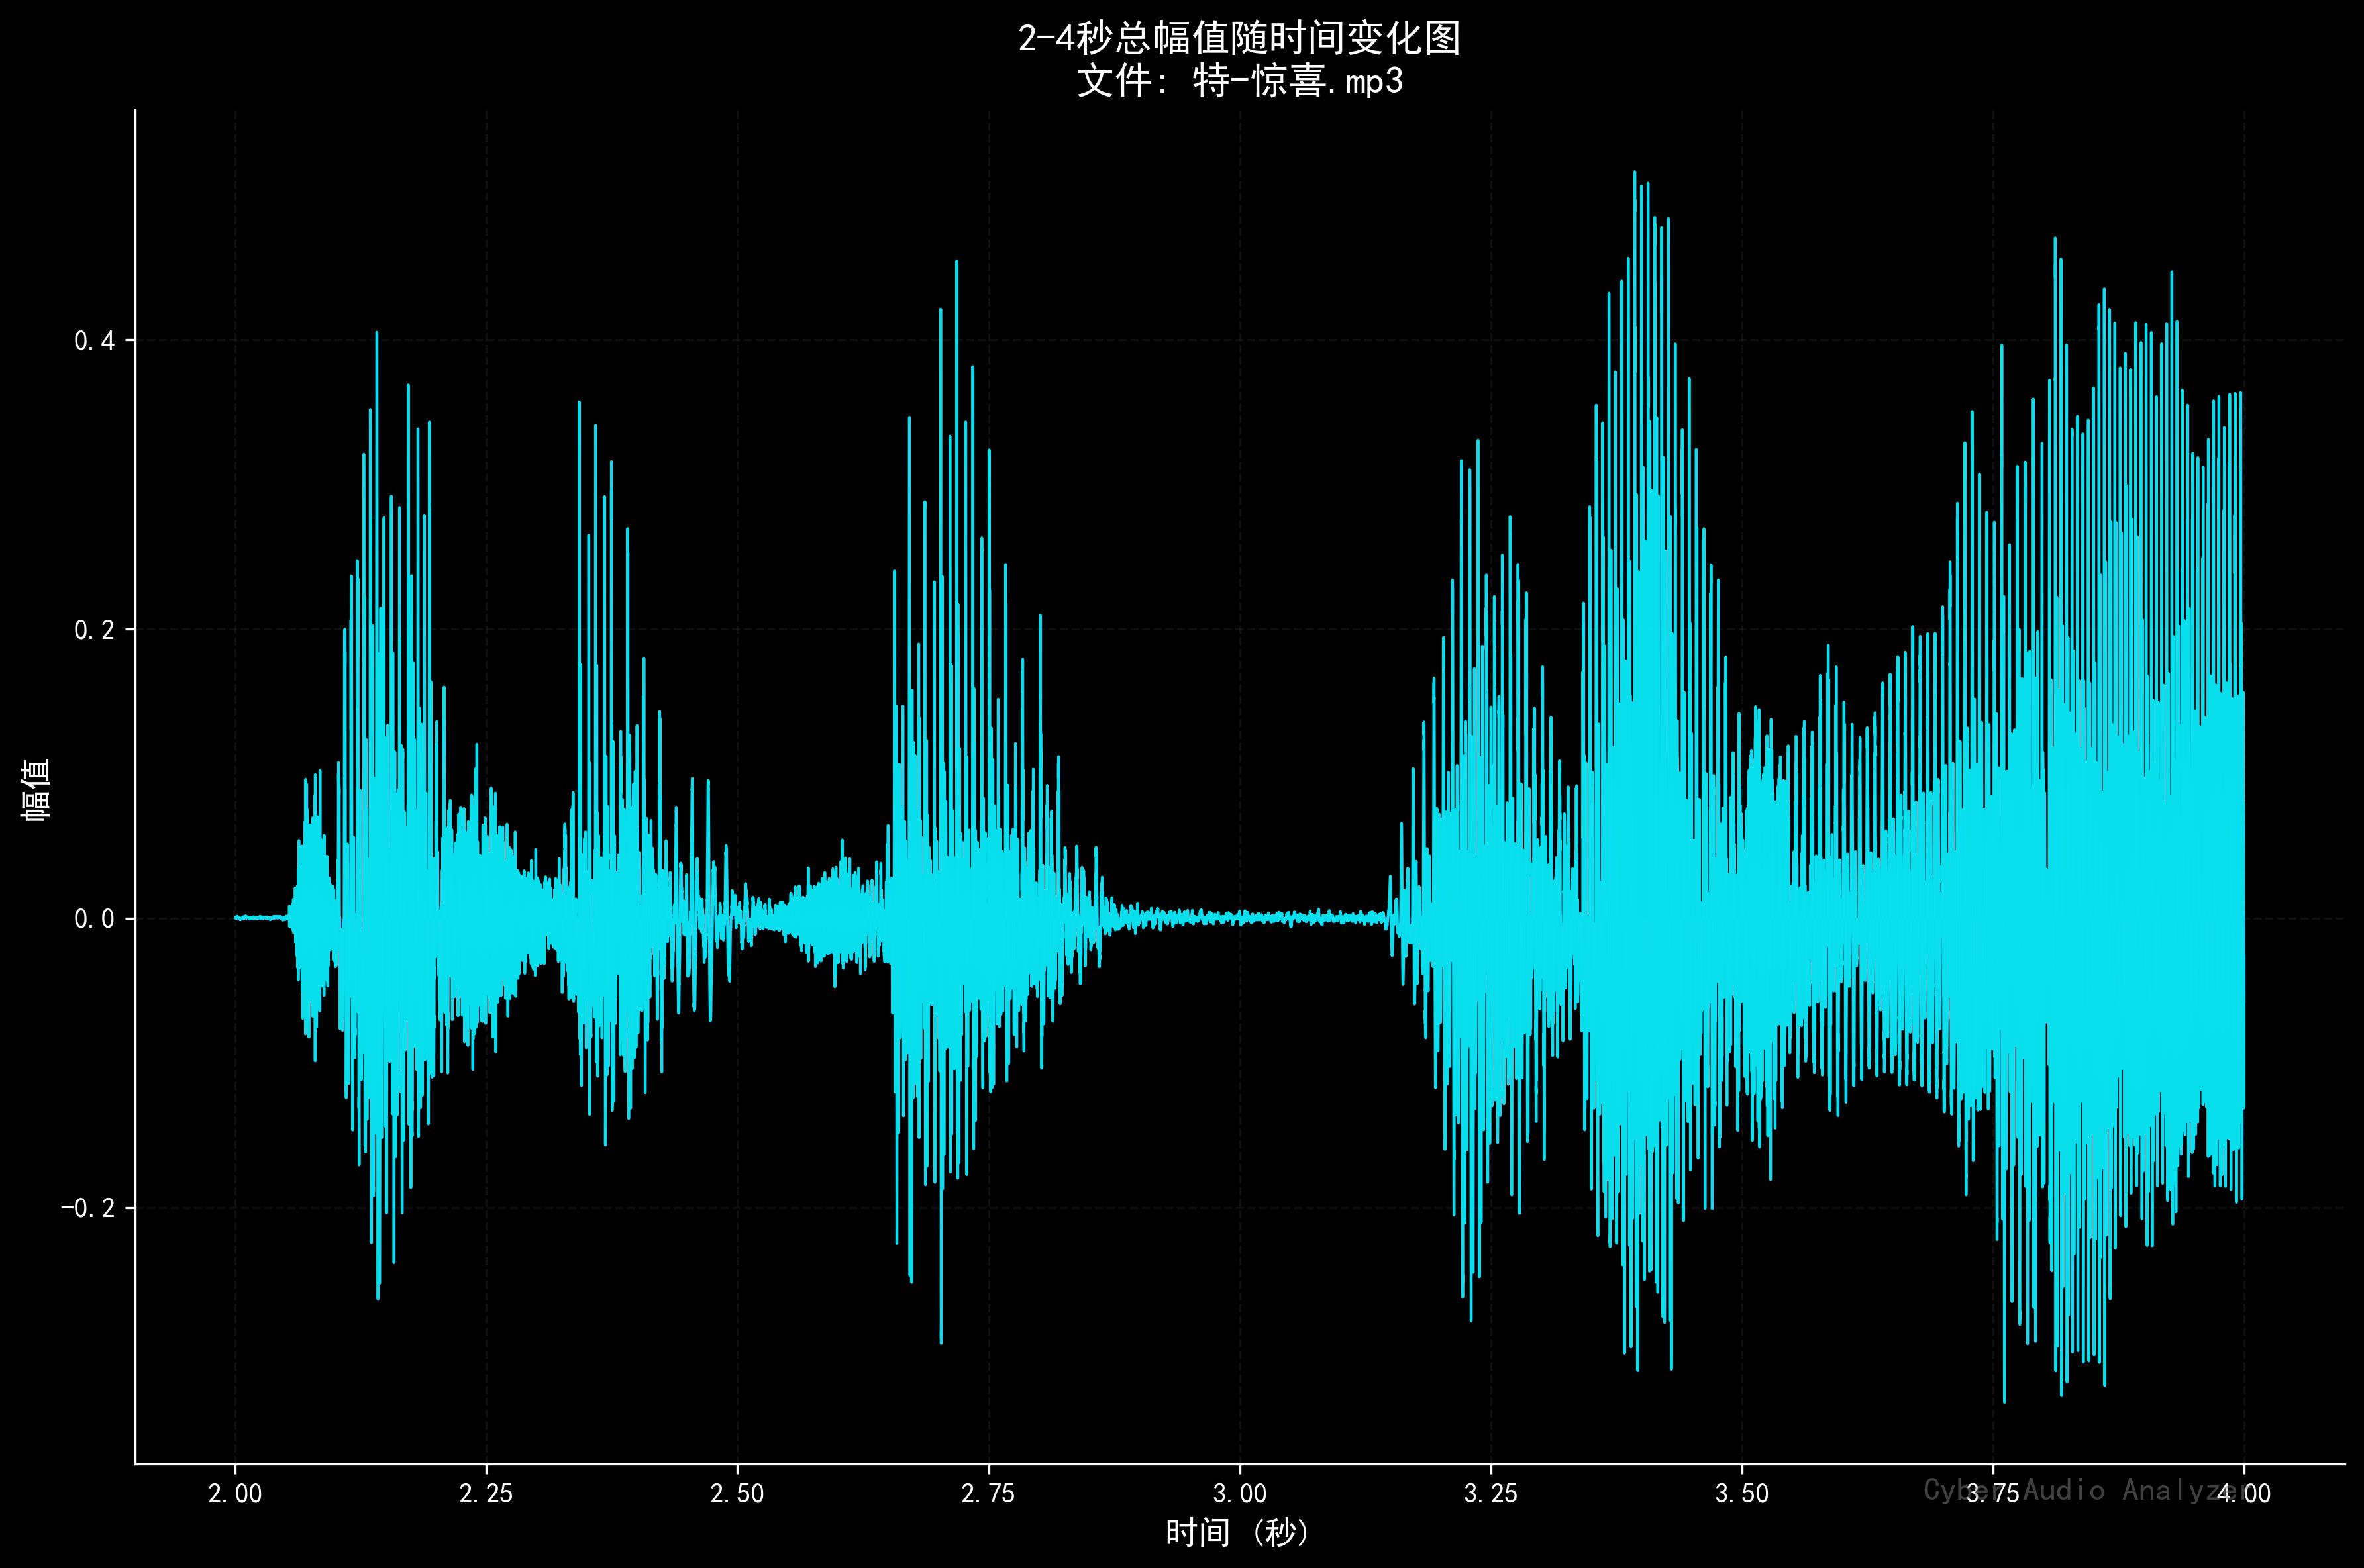 2-4秒总幅值随时间变化图
文件: 特-惊喜.mp3
幅值
0.4
0.2
0.0
-0.2
2.00 2.25 2.50 2.75 3.00 3.25 3.50 3.75 4.00
Cyber Audio Analyzer
时间 (秒)